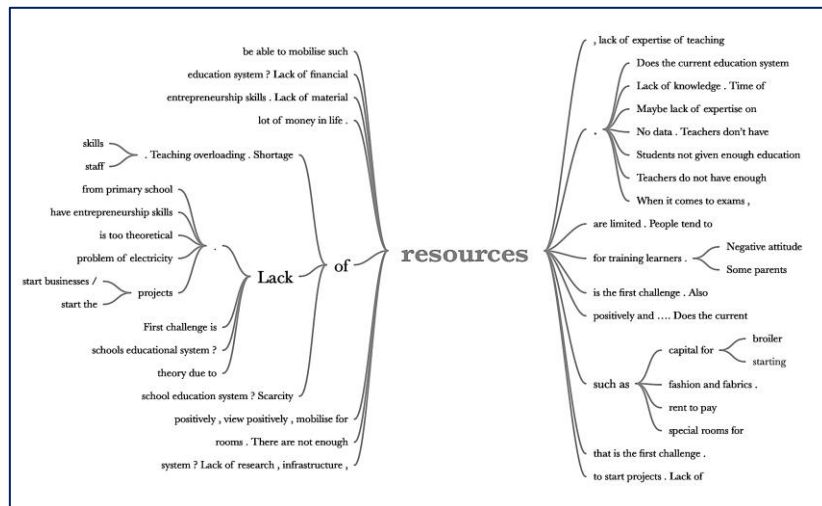 be able to mobilise such
education system ? Lack of financial
entrepreneurship skills . Lack of material
lot of money in life .
skills
staff
. Teaching overloading . Shortage
from primary school
have entrepreneurship skills
is too theoretical
problem of electricity
start businesses /
start the
projects
.
First challenge is
schools educational system ?
theory due to
Lack
school education system ? Scarcity
of
positively , view positively , mobilise for
rooms . There are not enough
system ? Lack of research , infrastructure ,
resources
, lack of expertise of teaching
.
Does the current education system
Lack of knowledge . Time of
Maybe lack of expertise on
No data . Teachers don't have
Students not given enough education
Teachers do not have enough
When it comes to exams ,
are limited . People tend to
for training learners .
Negative attitude
Some parents
is the first challenge . Also
positively and .... Does the current
such as
capital for
broiler
starting
fashion and fabrics .
rent to pay
special rooms for
that is the first challenge .
to start projects . Lack of